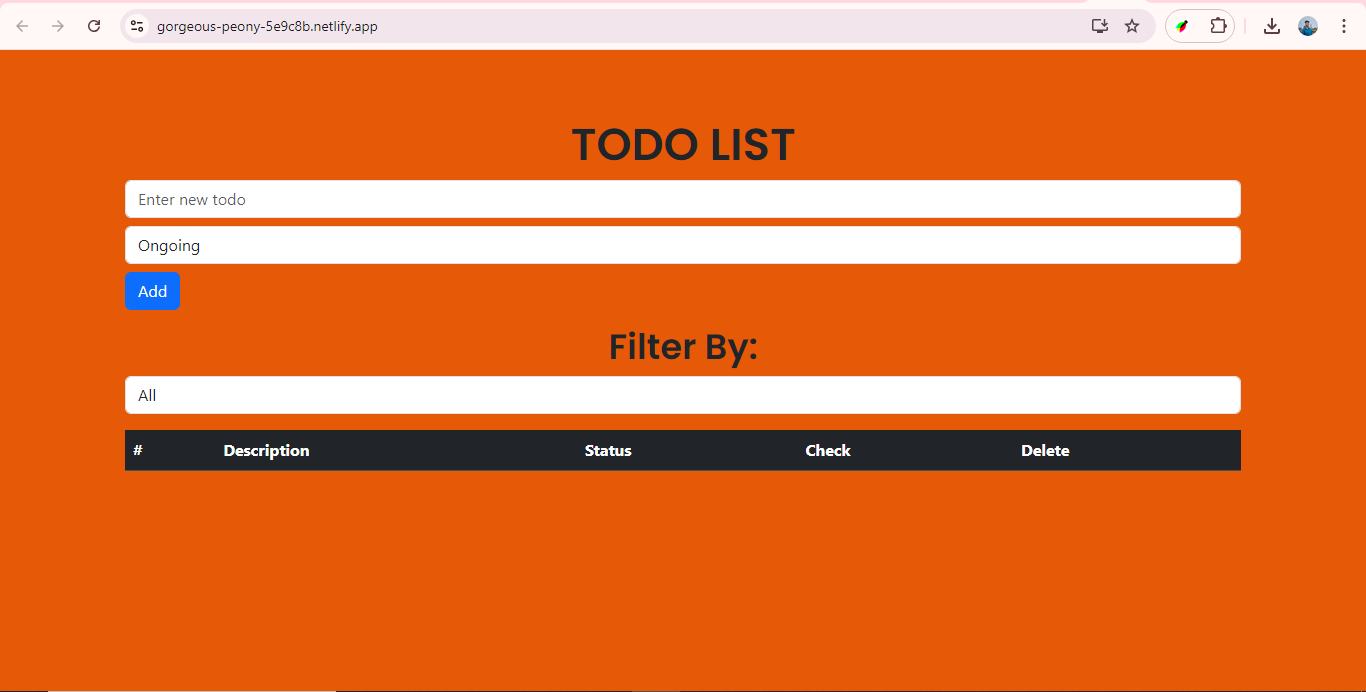 gorgeous-peony-5e9c8b.netlify.app
TODO LIST
Enter new todo
Ongoing
Add
Filter By:
All
# Description Status Check Delete